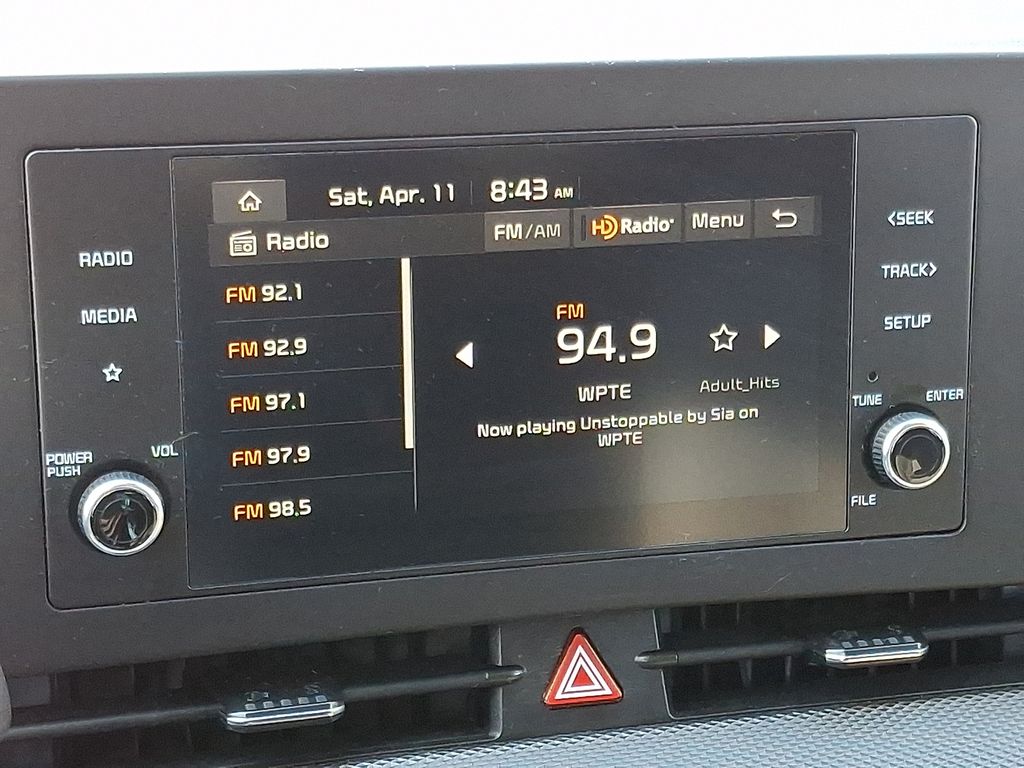 Sat, Apr. 11 8:43 AM
Radio FM/AM HD Radio Menu
<SEEK
TRACK>
SETUP
TUNE ENTER
FILE
RADIO
MEDIA
POWER PUSH VOL
FM 92.1
FM 92.9
FM 97.1
FM 97.9
FM 98.5
FM
94.9
WPTE
Adult_Hits
Now playing Unstoppable by Sia on
WPTE